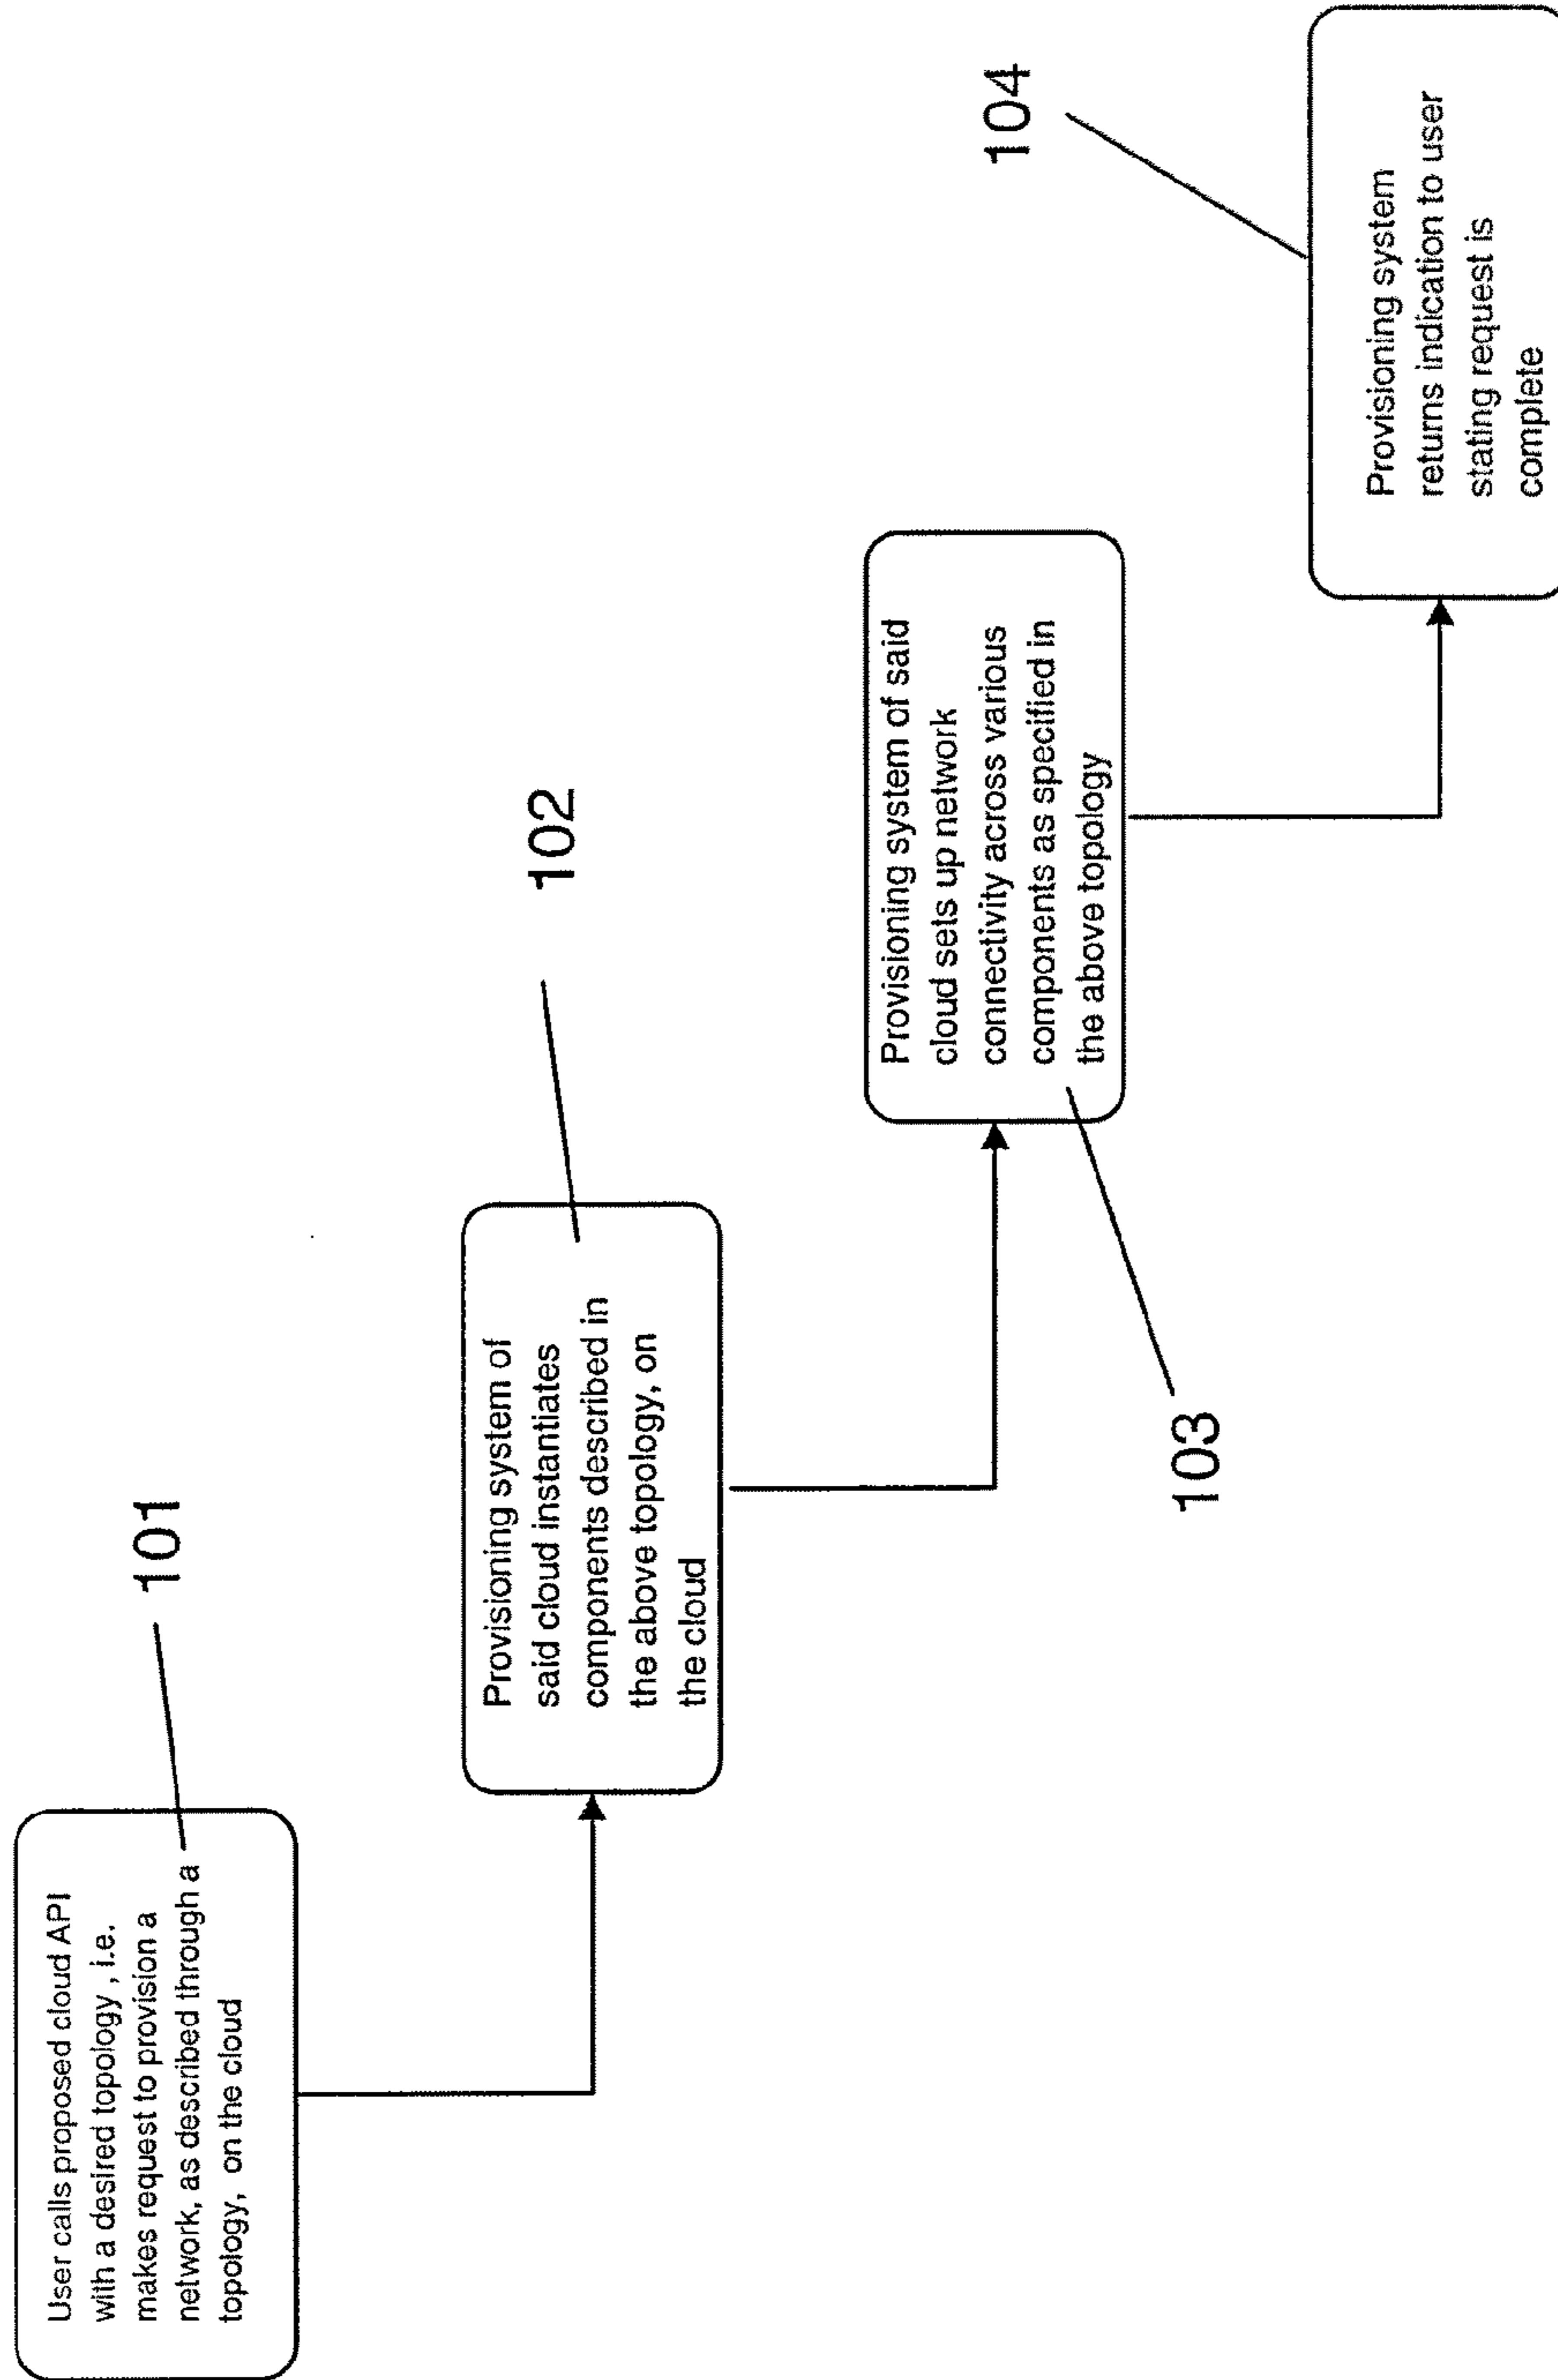 User calls proposed cloud API
with a desired topology , i.e.
makes request to provision a
network, as described through a
topology, on the cloud
101
Provisioning system of
said cloud instantiates
components described in
the above topology, on
the cloud
102
Provisioning system of said
cloud sets up network
connectivity across various
components as specified in
the above topology
103
Provisioning system
returns indication to user
stating request is
complete
104